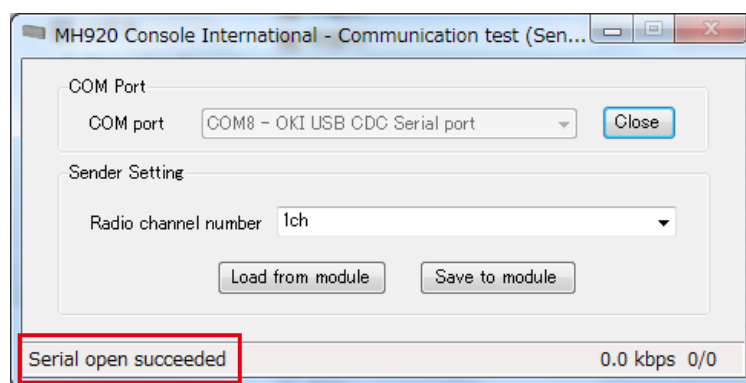 MH920 Console International - Communication test (Sen...
COM Port
COM port COM8 - OKI USB CDC Serial port Close
Sender Setting
Radio channel number 1ch
Load from module Save to module
Serial open succeeded 0.0 kbps 0/0